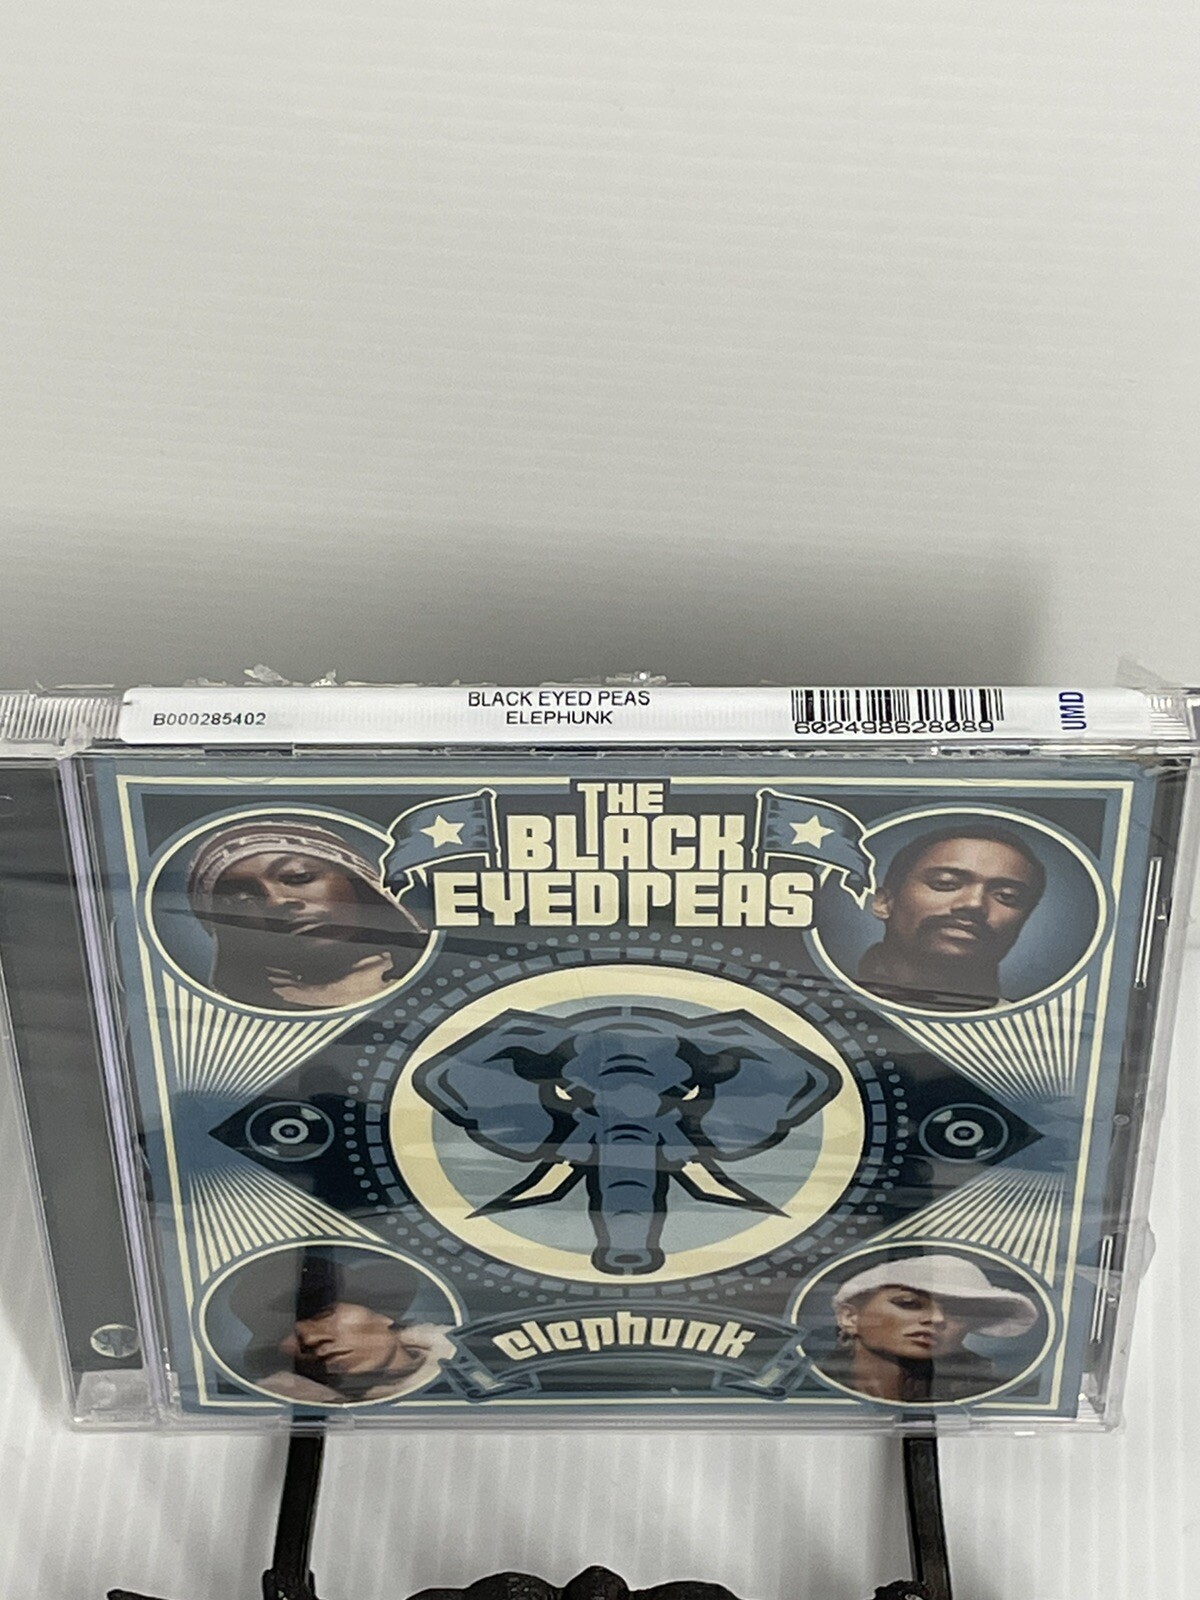 B000285402
BLACK EYED PEAS
ELEPHUNK
602498628089
UMD
THE
BLACK
EYED PEAS
elephunk